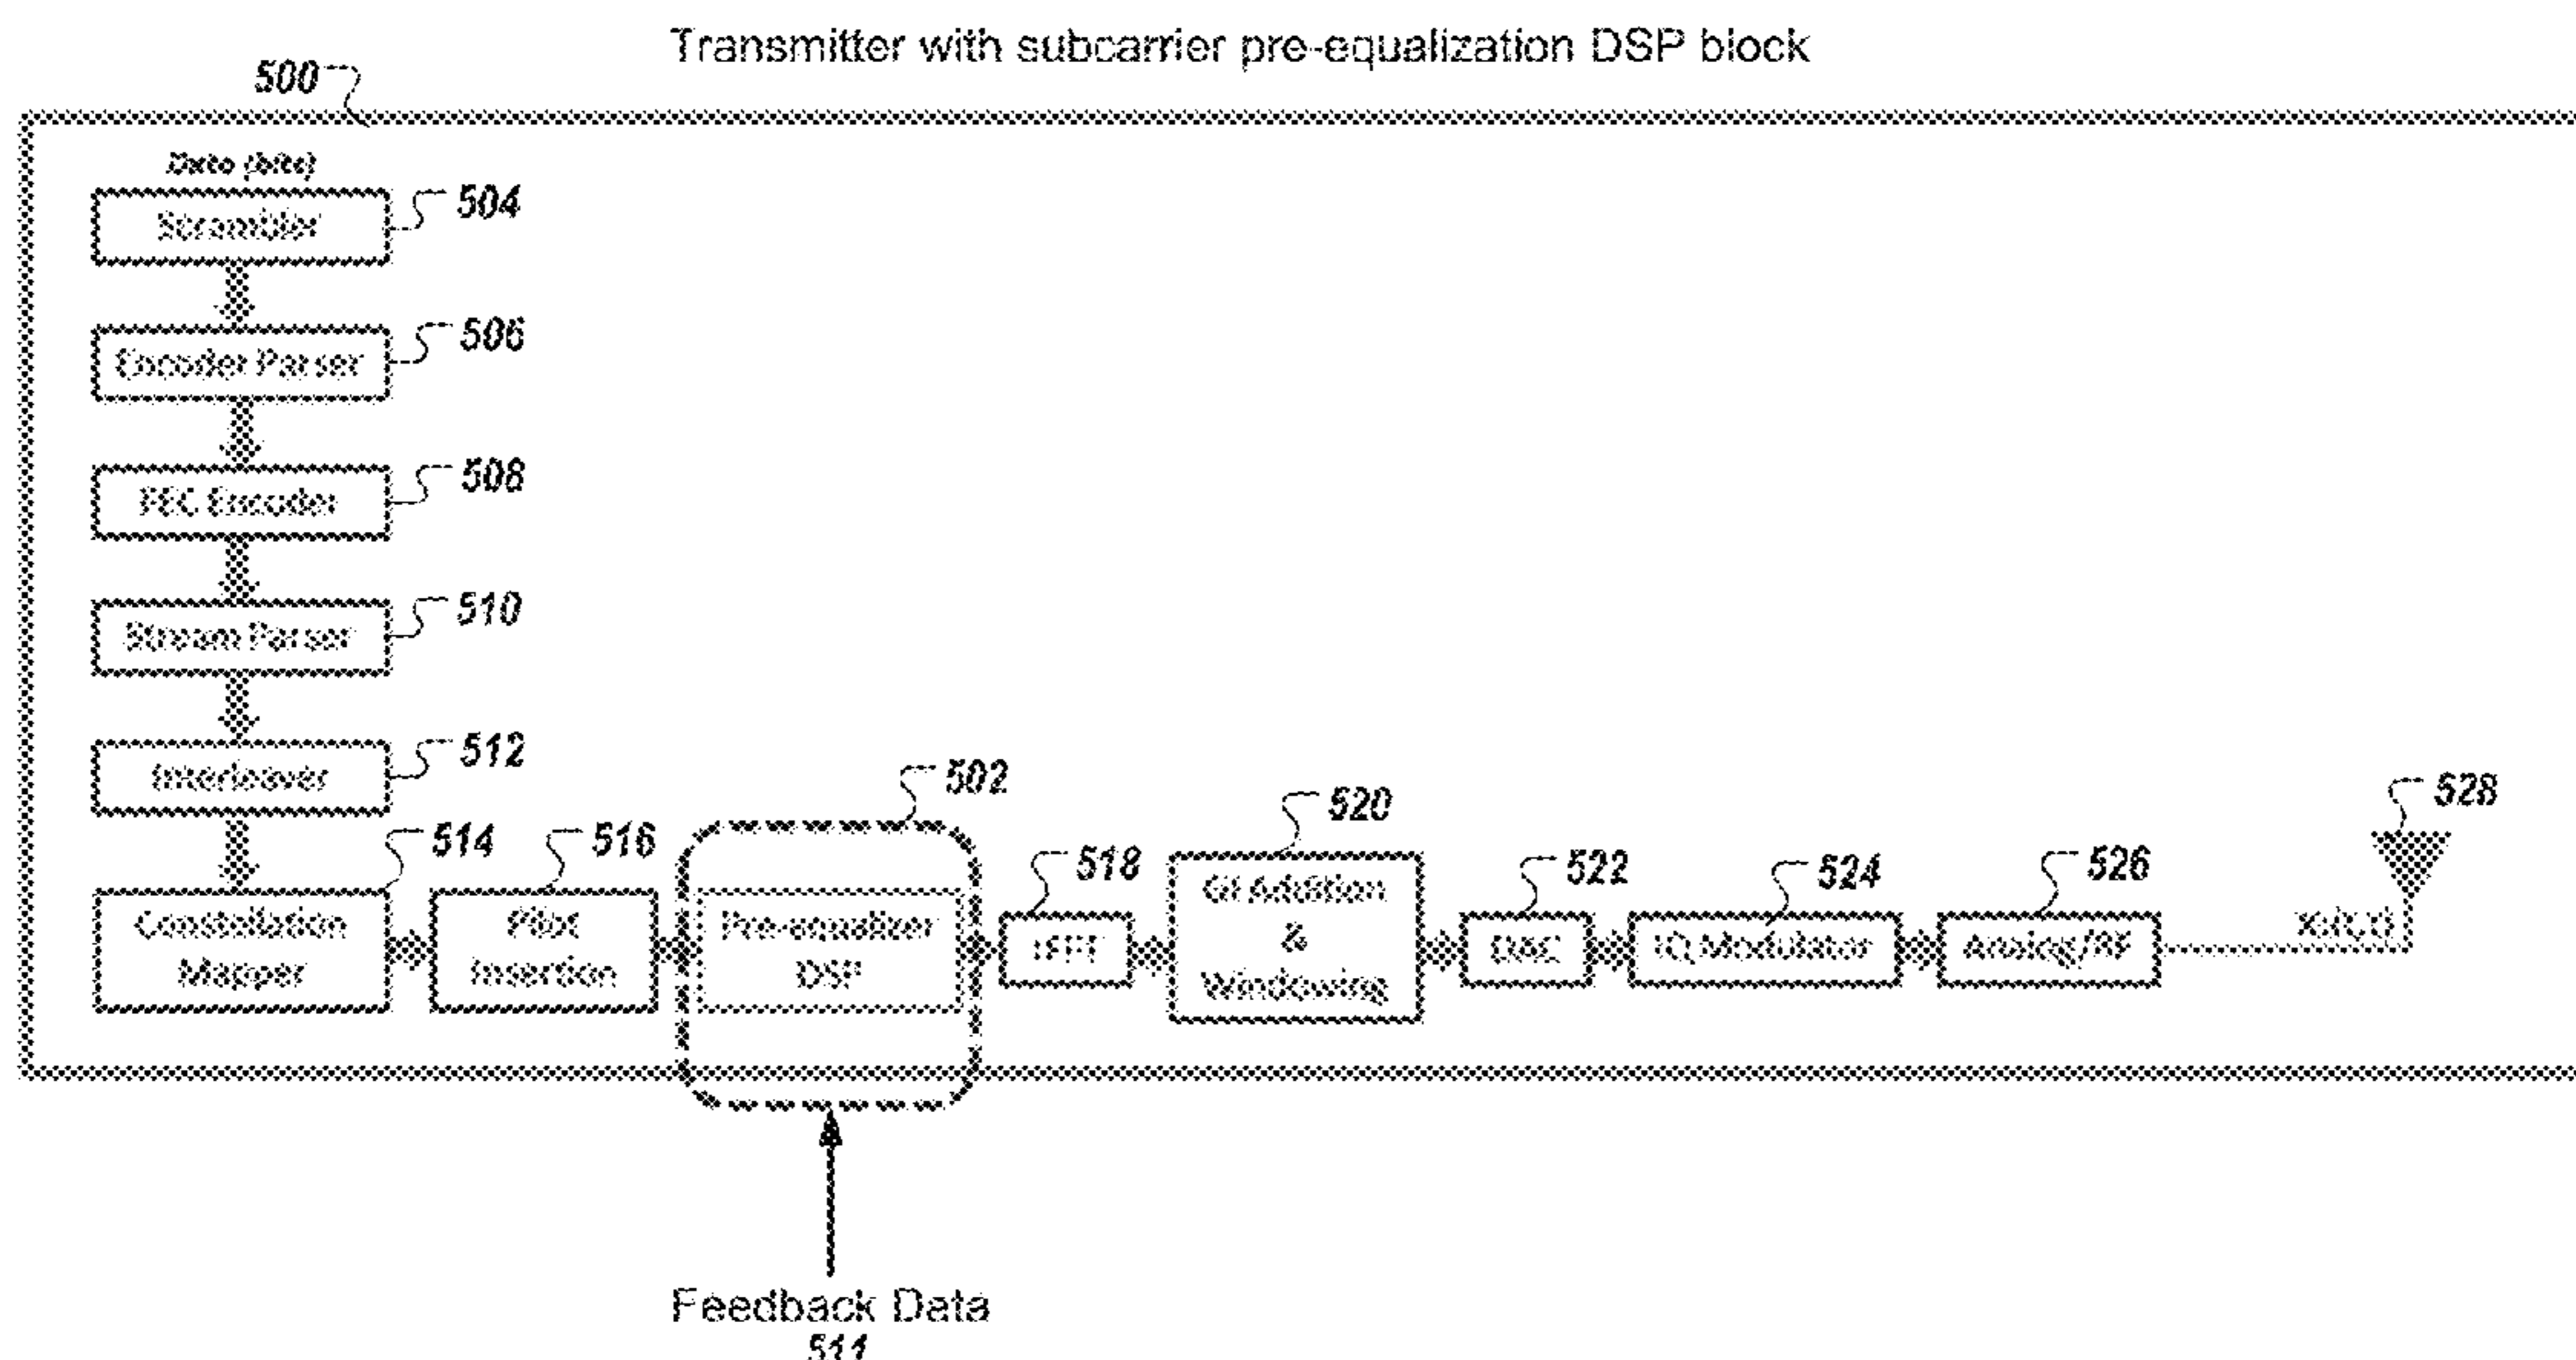 Transmitter with subcarrier pre-equalization DSP block
500
Data (bits)
Scrambler
504
Encoder Parser
506
FEC Encoder
508
Stream Parser
510
Interleaver
512
Constellation
Mapper
514
Pilot
Insertion
516
Pre-equalizer
DSP
502
IFFT
518
GI Addition
&
Windowing
520
DAC
522
IQ Modulator
524
Analog/RF
526
528
Feedback Data
511